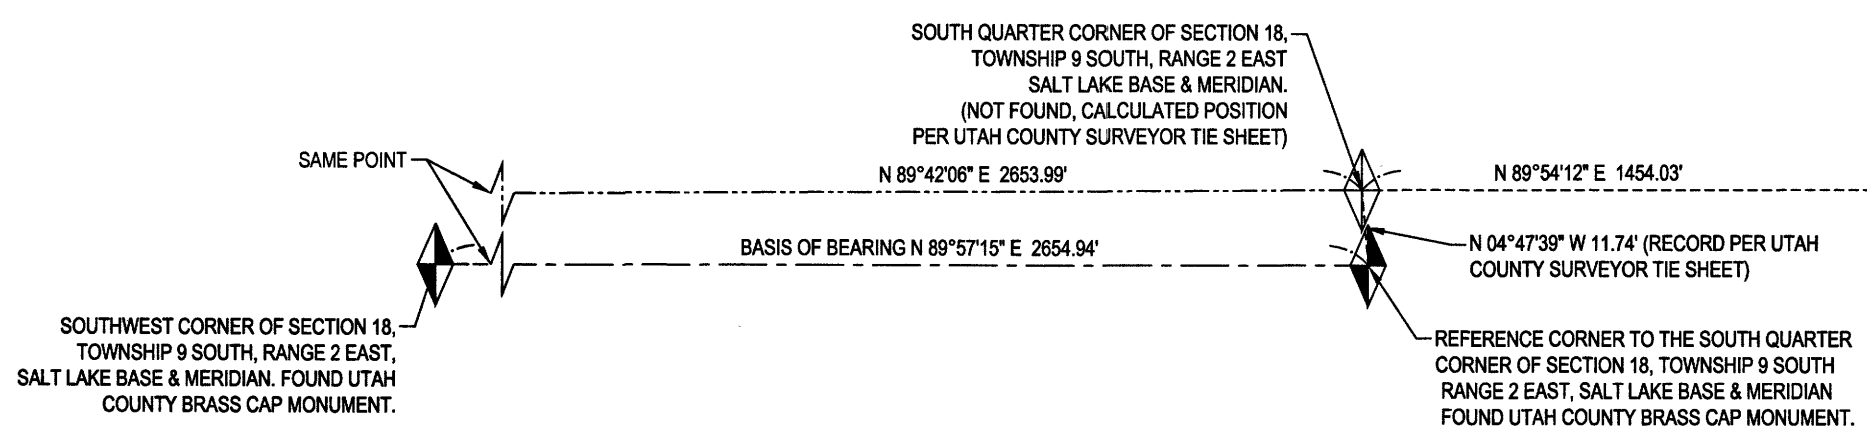 SOUTH QUARTER CORNER OF SECTION 18,
TOWNSHIP 9 SOUTH, RANGE 2 EAST
SALT LAKE BASE & MERIDIAN.
(NOT FOUND, CALCULATED POSITION
PER UTAH COUNTY SURVEYOR TIE SHEET)
SAME POINT
N 89°42'06" E 2653.99'
N 89°54'12" E 1454.03'
BASIS OF BEARING N 89°57'15" E 2654.94'
N 04°47'39" W 11.74' (RECORD PER UTAH
COUNTY SURVEYOR TIE SHEET)
SOUTHWEST CORNER OF SECTION 18,
TOWNSHIP 9 SOUTH, RANGE 2 EAST,
SALT LAKE BASE & MERIDIAN. FOUND UTAH
COUNTY BRASS CAP MONUMENT.
REFERENCE CORNER TO THE SOUTH QUARTER
CORNER OF SECTION 18, TOWNSHIP 9 SOUTH
RANGE 2 EAST, SALT LAKE BASE & MERIDIAN
FOUND UTAH COUNTY BRASS CAP MONUMENT.